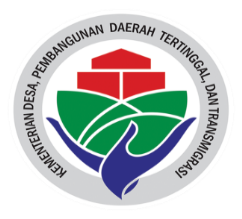 KEMENTERIAN DESA, PEMBANGUNAN DAERAH TERTINGGAL, DAN TRANSMIGRASI